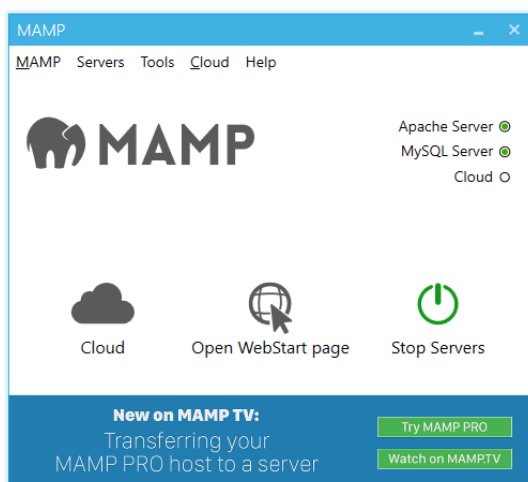 MAMP
MAMP Servers Tools Cloud Help
MAMP
Apache Server
MySQL Server
Cloud
Cloud
Open WebStart page
Stop Servers
New on MAMP TV:
Transferring your
MAMP PRO host to a server
Try MAMP PRO
Watch on MAMP.TV